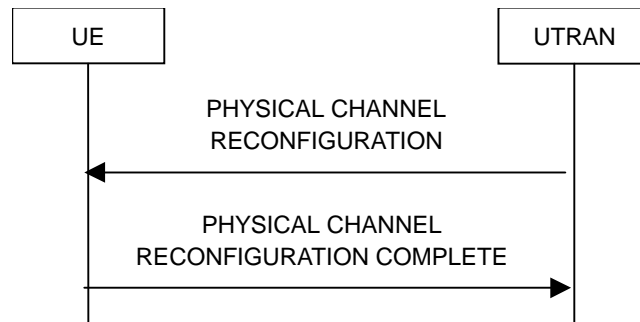 UE
UTRAN
PHYSICAL CHANNEL
RECONFIGURATION
PHYSICAL CHANNEL
RECONFIGURATION COMPLETE